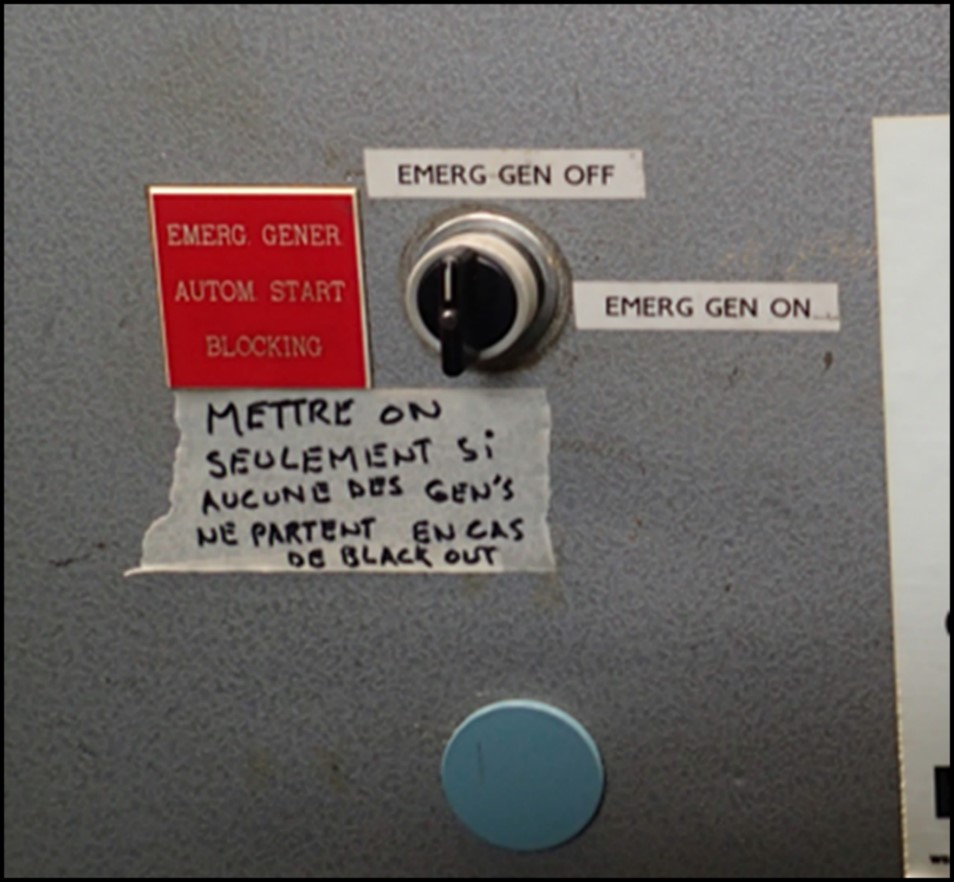 EMERG GEN OFF
EMERG. GENER.
AUTOM. START
BLOCKING
EMERG GEN ON
METTRE ON
SEULEMENT Si
AUCUNE DES GEN'S
NE PARTENT EN CAS
DE BLACK OUT